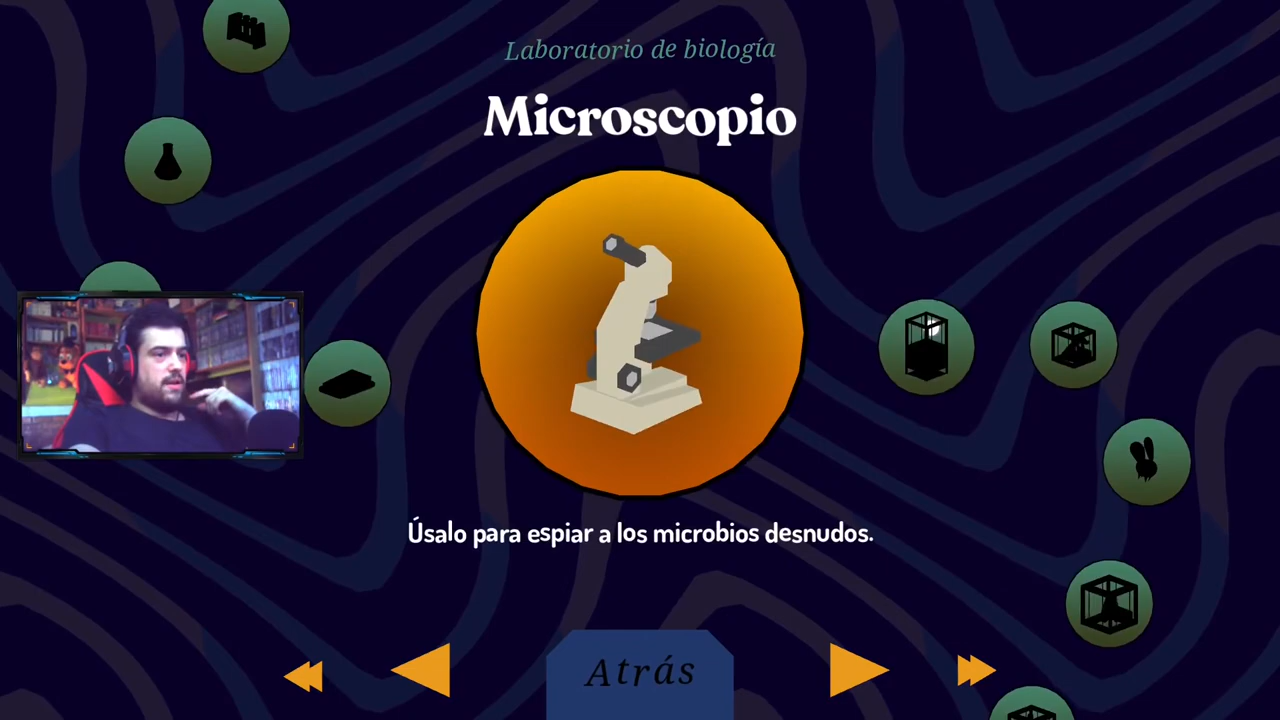 Laboratorio de biología
Microscopio
Úsalo para espiar a los microbios desnudos.
Atrás